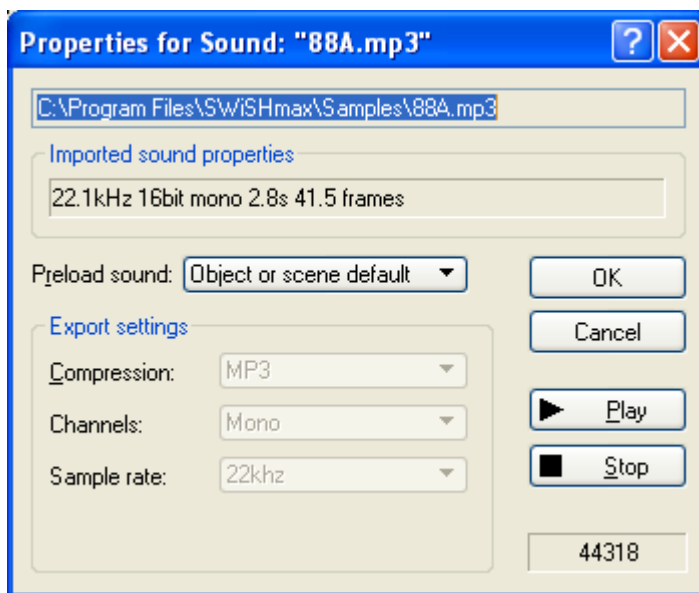 Properties for Sound: "88A.mp3"
C:\Program Files\SWiSHmax\Samples\88A.mp3
Imported sound properties
22.1kHz 16bit mono 2.8s 41.5 frames
Preload sound: Object or scene default
OK
Export settings
Cancel
Compression: MP3
Play
Channels: Mono
Stop
Sample rate: 22khz
44318